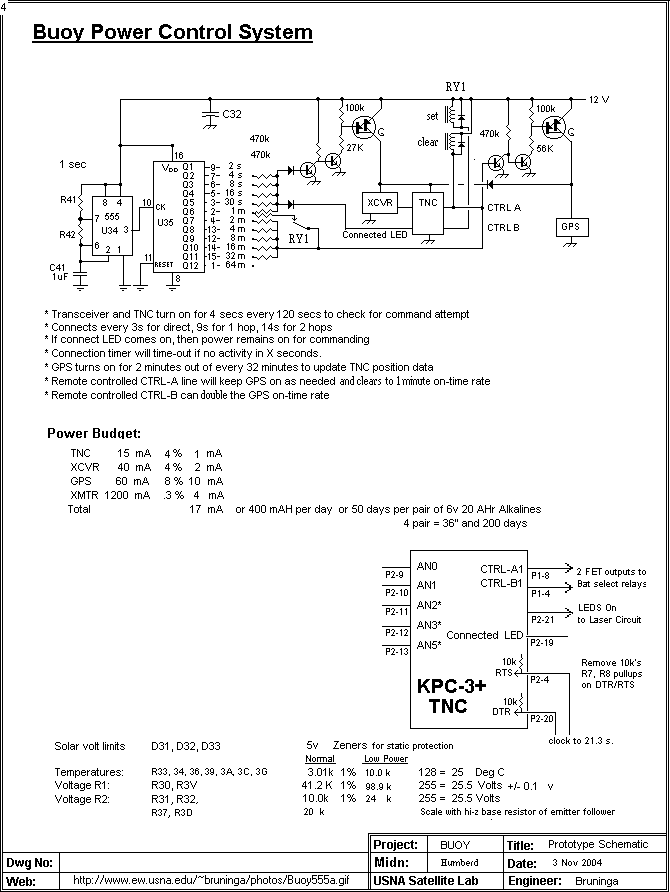 4
Buoy Power Control System
RY1
12 V
C32
100k
set
clear
100k
470k
470k
27K
470k
56K
1 sec
16
VDD
Q1 9- 2 s
Q2 7- 4 s
Q3 6- 8 s
Q4 5- 16 s
Q5 3- 30 s
Q6 2- 1 m
Q7 4- 2 m
Q8 13- 4 m
Q9 12- 8 m
Q10 14- 16 m
Q11 15- 32 m
Q12 1- 64 m
R41
8 4
7 555
U34 3
R42
6
2 1
10
CK
U35
11
RESET
8
C41
1uF
RY1
XCVR
TNC
Connected LED
CTRL A
CTRL B
GPS
* Transceiver and TNC turn on for 4 secs every 120 secs to check for command attempt
* Connects every 3s for direct, 9s for 1 hop, 14s for 2 hops
* If connect LED comes on, then power remains on for commanding
* Connection timer will time-out if no activity in X seconds.
* GPS turns on for 2 minutes out of every 32 minutes to update TNC position data
* Remote controlled CTRL-A line will keep GPS on as needed and clears to 1 minute on-time rate
* Remote controlled CTRL-B can double the GPS on-time rate
Power Budget:
TNC 15 mA 4 % 1 mA
XCVR 40 mA 4 % 2 mA
GPS 60 mA 8 % 10 mA
XMTR 1200 mA .3 % 4 mA
Total 17 mA or 400 mAH per day or 50 days per pair of 6v 20 AHr Alkalines
4 pair = 36" and 200 days
AN0
P2-9
AN1
P2-10
AN2*
P2-11
AN3*
P2-12
AN5*
P2-13
CTRL-A1
P1-8
CTRL-B1
P1-4
2 FET outputs to
Bat select relays
P2-21
LEDS On
to Laser Circuit
Connected LED
P2-19
10k
RTS
P2-4
Remove 10k's
R7, R8 pullups
on DTR/RTS
KPC-3+
TNC
10k
DTR
P2-20
clock to 21.3 s.
Solar volt limits D31, D32, D33 5v Zeners for static protection
Normal Low Power
Temperatures: R33, 34, 36, 39, 3A, 3C, 3G 3.01k 1% 10.0 k 128 = 25 Deg C
Voltage R1: R30, R3V 41.2 K 1% 98.9 k 255 = 25.5 Volts +/- 0.1 v
Voltage R2: R31, R32, 10.0k 1% 24 k 255 = 25.5 Volts
R37, R3D 20 k Scale with hi-z base resistor of emitter follower
Project: BUOY Title: Prototype Schematic
Dwg No: Midn: Humberd Date: 3 Nov 2004
Web: http://www.ew.usna.edu/~bruninga/photos/Buoy555a.gif USNA Satellite Lab Engineer: Bruninga